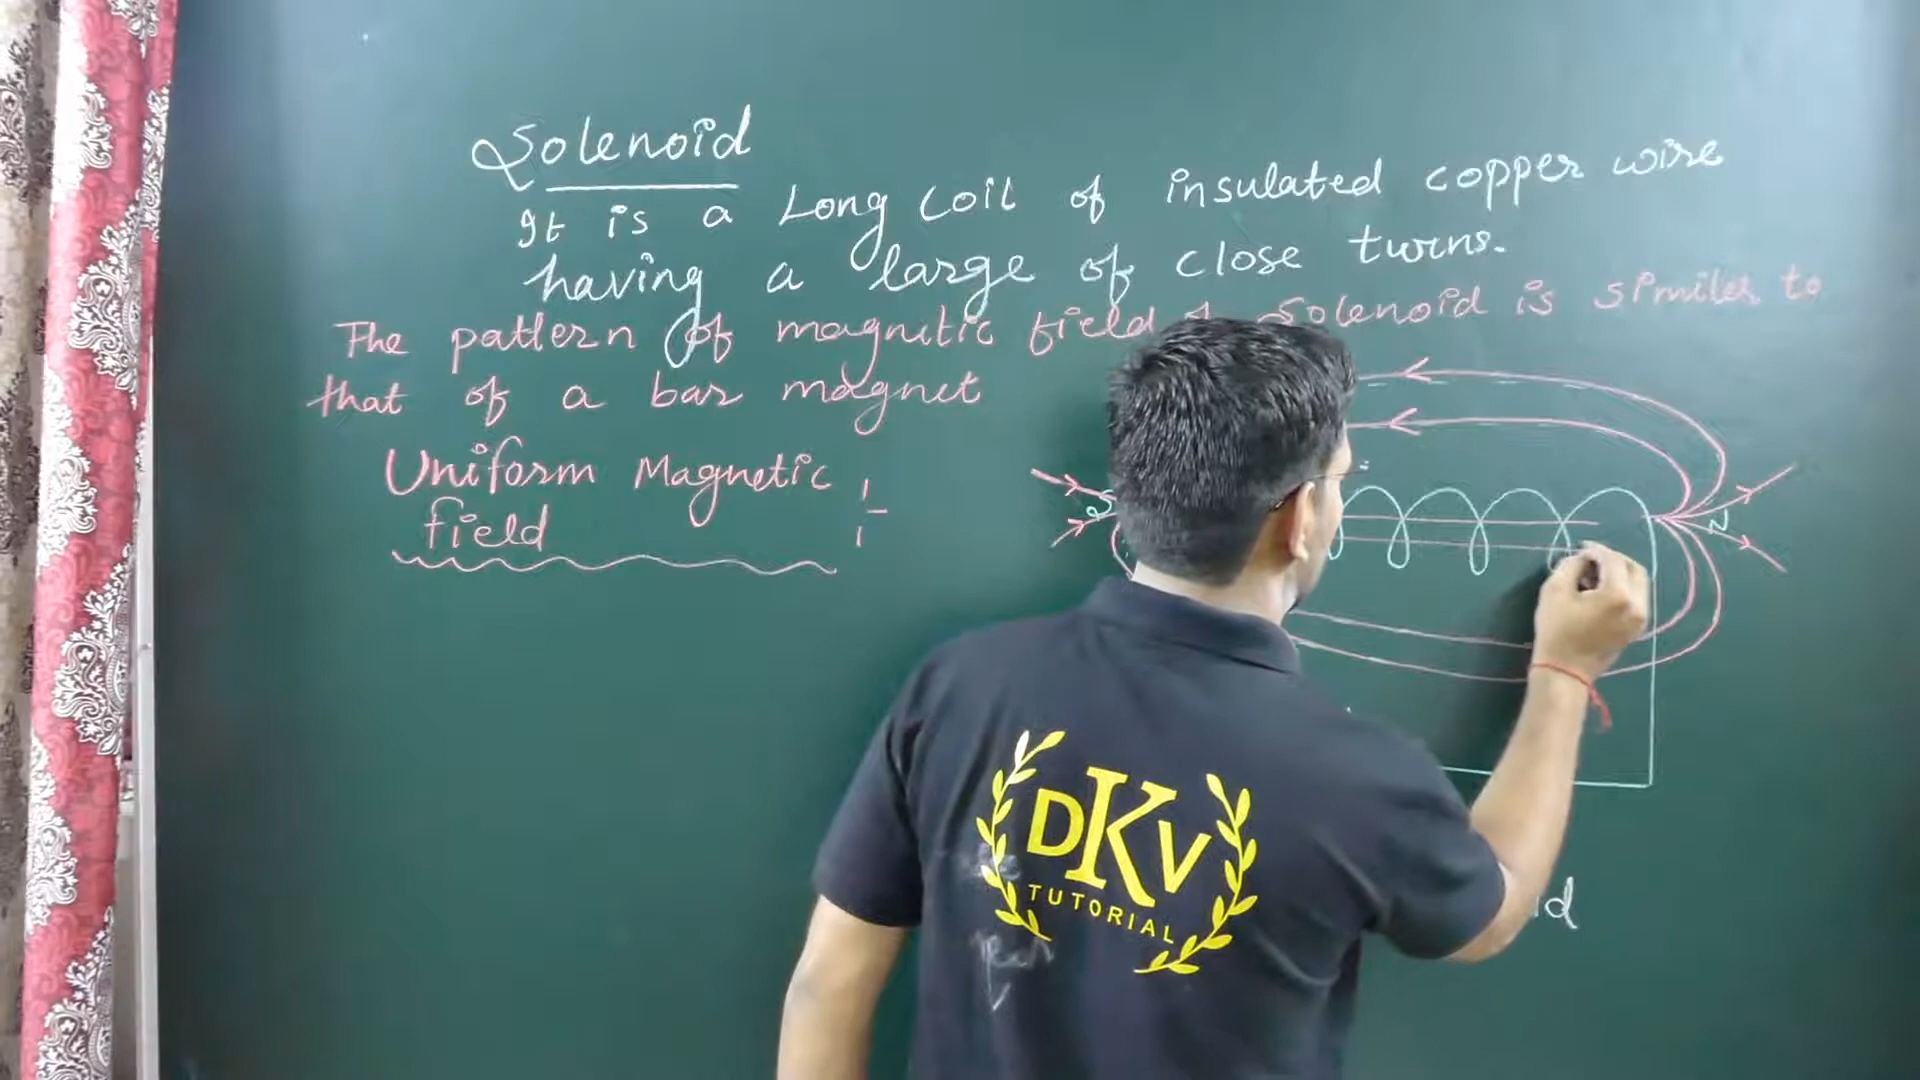 Solenoid
It is a Long coil of insulated copper wire
having a large of close turns.
The pattern of magnetic field Solenoid is similer to
that of a bar magnet
Uniform Magnetic
field
S
N
DKV
TUTORIAL